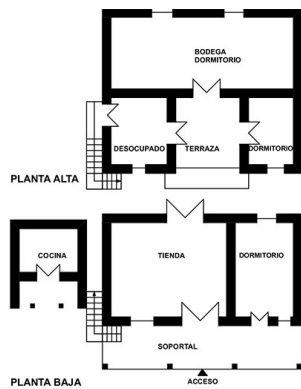 BODEGA
DORMITORIO
DESOCUPADO
TERRAZA
DORMITORIO
PLANTA ALTA
COCINA
TIENDA
DORMITORIO
SOPORTAL
ACCESO
PLANTA BAJA